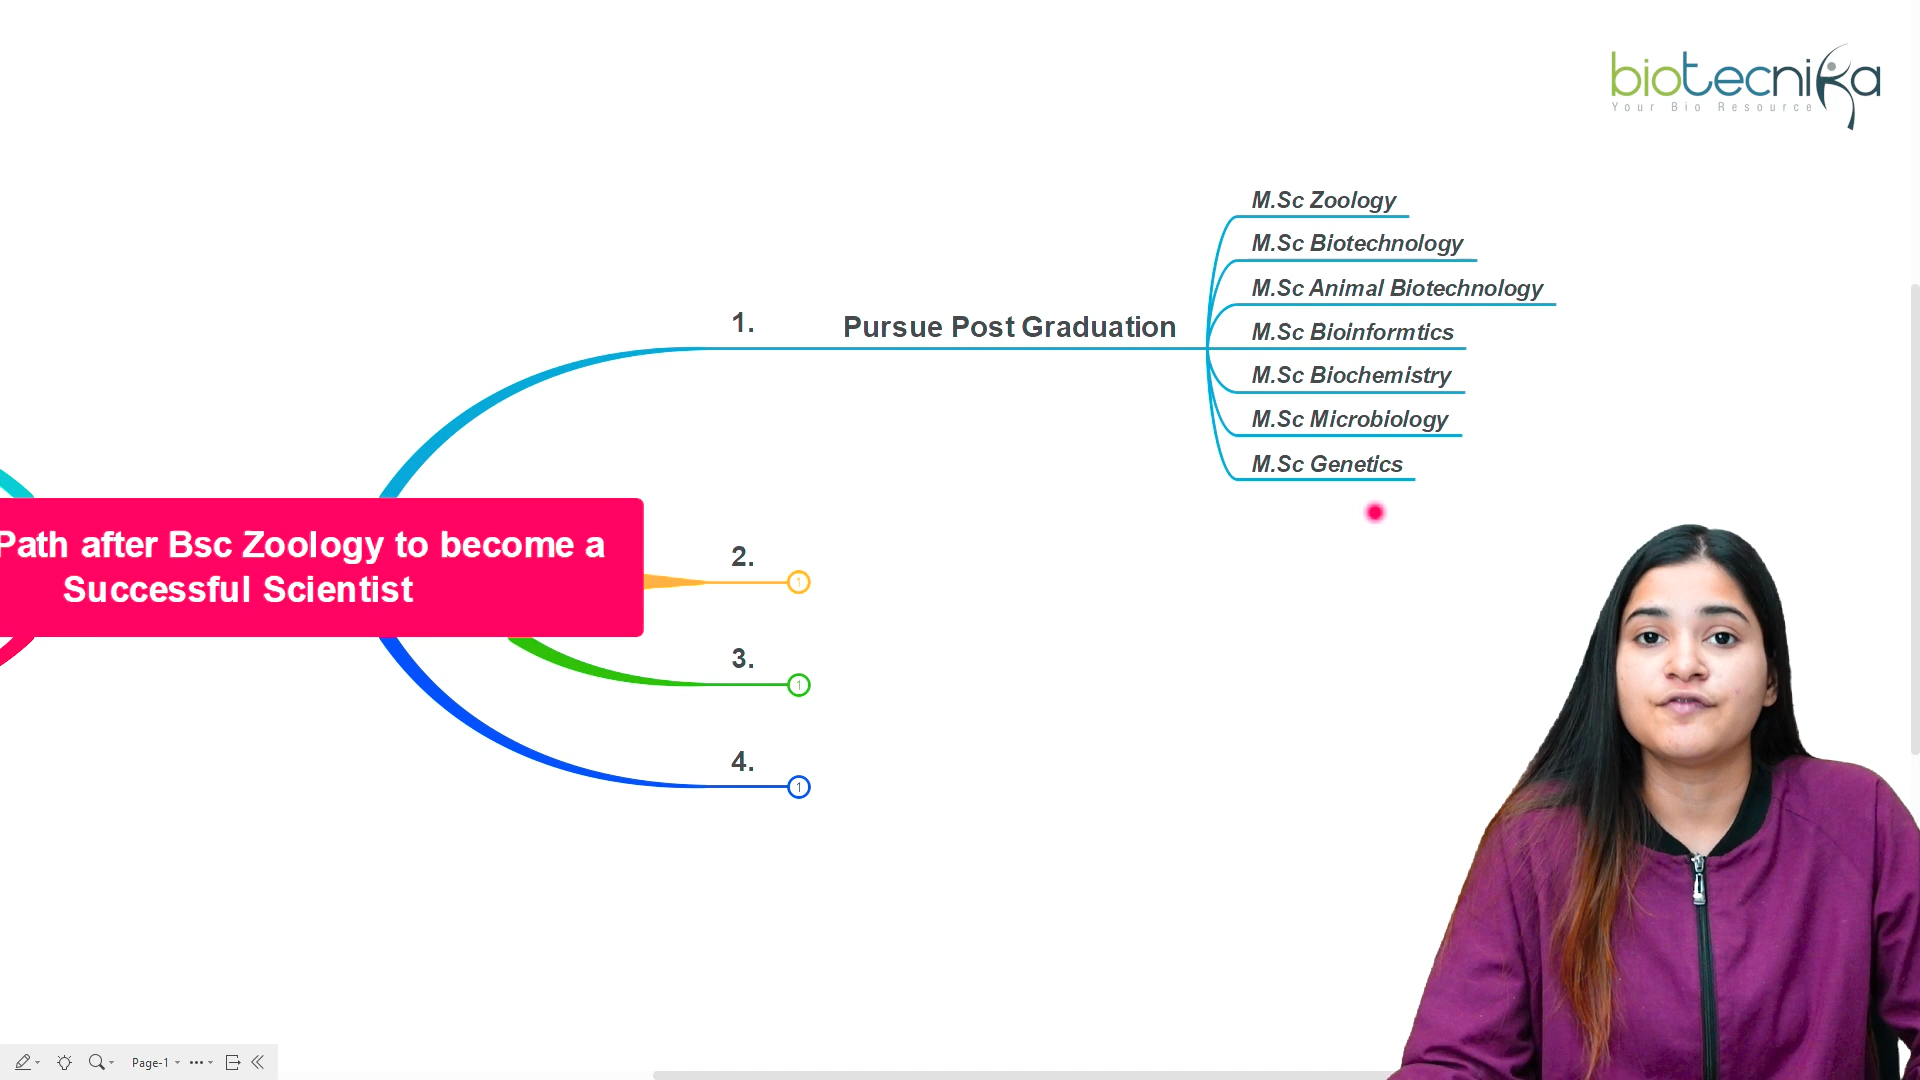 biotecnika
Your Bio Resource
M.Sc Zoology
M.Sc Biotechnology
M.Sc Animal Biotechnology
1.
Pursue Post Graduation
M.Sc Bioinformtics
M.Sc Biochemistry
M.Sc Microbiology
M.Sc Genetics
Path after Bsc Zoology to become a
Successful Scientist
2.
1
3.
1
4.
1
Page-1